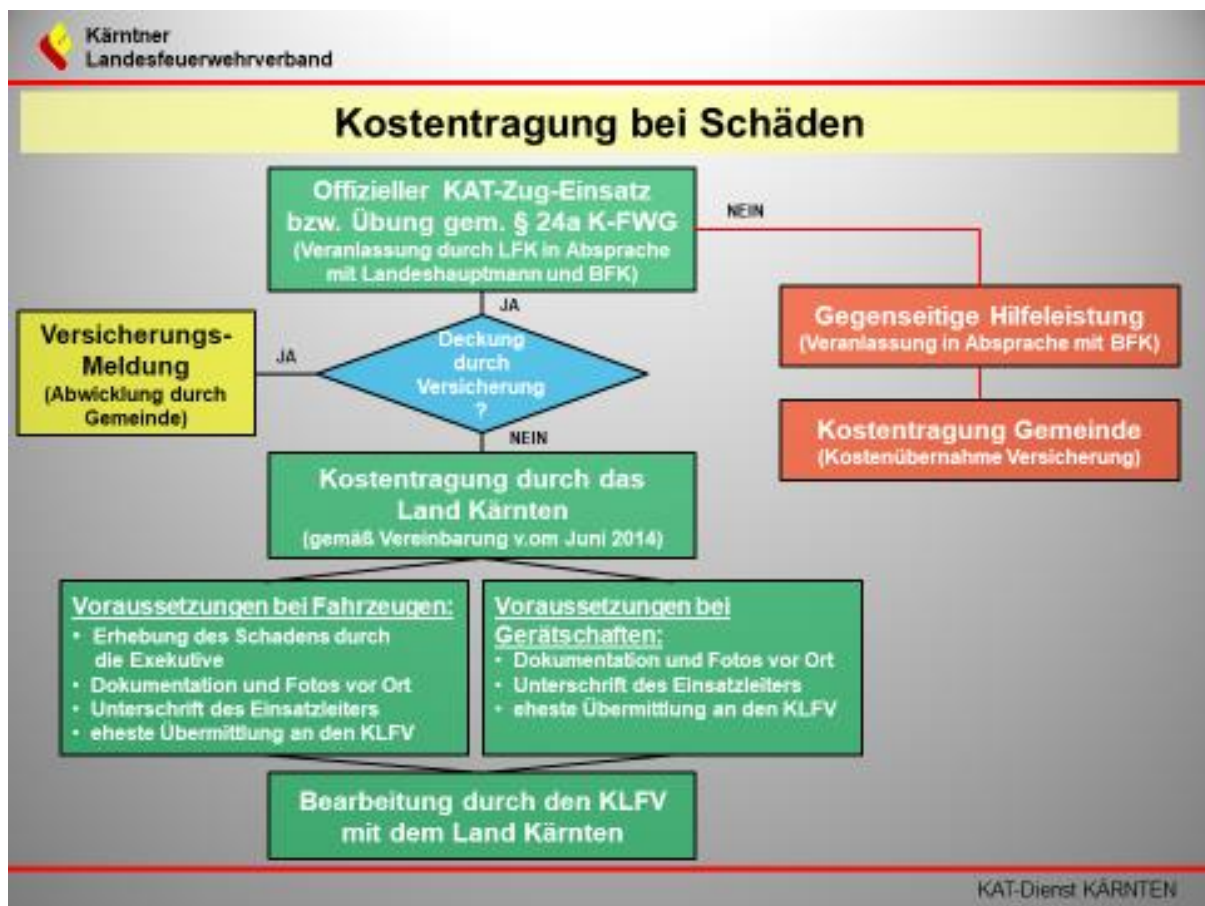 Kärntner
Landesfeuerwehrverband
Kostentragung bei Schäden
Offizieller KAT-Zug-Einsatz
bzw. Übung gem. § 24a K-FWG
(Veranlassung durch LFK in Absprache
mit Landeshauptmann und BFK)
NEIN
JA
Gegenseitige Hilfeleistung
(Veranlassung in Absprache mit BFK)
Versicherungs-
Meldung
(Abwicklung durch
Gemeinde)
JA
Deckung
durch
Versicherung
?
NEIN
Kostentragung Gemeinde
(Kostenübernahme Versicherung)
Kostentragung durch das
Land Kärnten
(gemäß Vereinbarung v.om Juni 2014)
Voraussetzungen bei Fahrzeugen:
• Erhebung des Schadens durch
die Exekutive
• Dokumentation und Fotos vor Ort
• Unterschrift des Einsatzleiters
• eheste Übermittlung an den KLFV
Voraussetzungen bei
Gerätschaften:
• Dokumentation und Fotos vor Ort
• Unterschrift des Einsatzleiters
• eheste Übermittlung an den KLFV
Bearbeitung durch den KLFV
mit dem Land Kärnten
KAT-Dienst KÄRNTEN